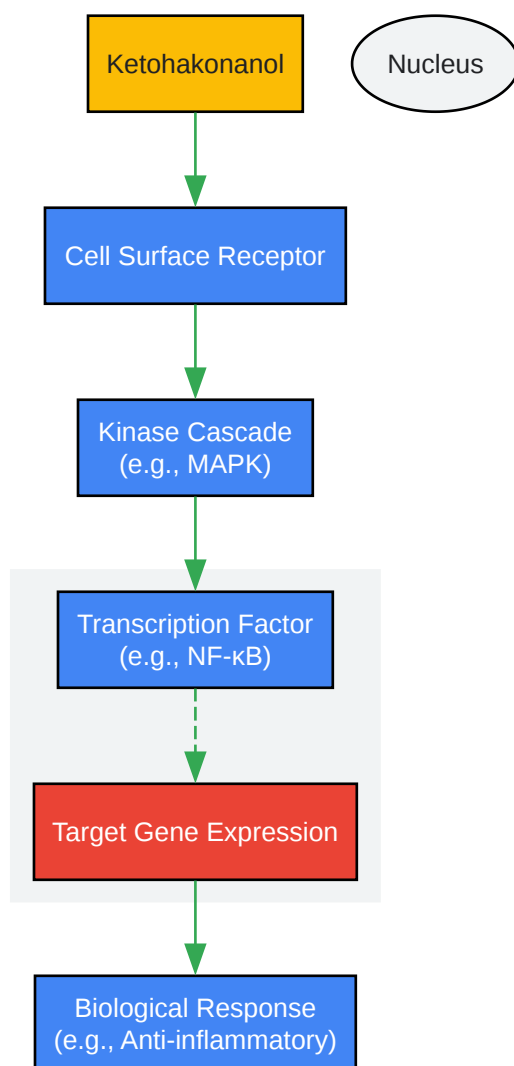 Ketohakonanol
Nucleus
Cell Surface Receptor
Kinase Cascade
(e.g., MAPK)
Transcription Factor
(e.g., NF-κB)
Target Gene Expression
Biological Response
(e.g., Anti-inflammatory)